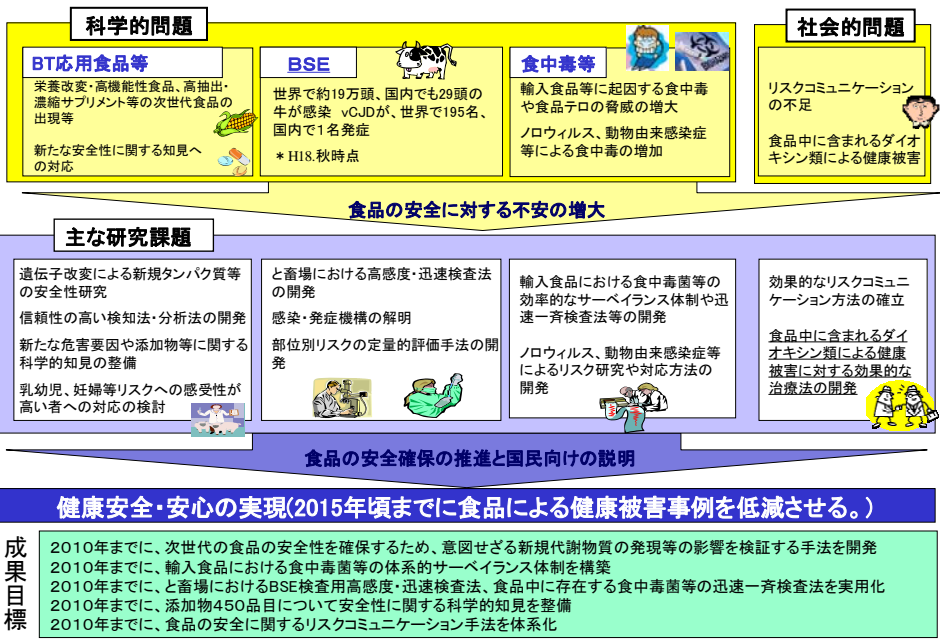 科学的問題
社会的問題
BT応用食品等
栄養改変・高機能性食品、高抽出・
濃縮サプリメント等の次世代食品の
出現等
新たな安全性に関する知見へ
の対応
BSE
世界で約19万頭、国内でも29頭の
牛が感染 vCJDが、世界で195名、
国内で1名発症
＊H18.秋時点
食中毒等
輸入食品等に起因する食中毒
や食品テロの脅威の増大
ノロウィルス、動物由来感染症
等による食中毒の増加
リスクコミュニケーション
の不足
食品中に含まれるダイオ
キシン類による健康被害
食品の安全に対する不安の増大
主な研究課題
遺伝子改変による新規タンパク質等
の安全性研究
信頼性の高い検知法・分析法の開発
新たな危害要因や添加物等に関する
科学的知見の整備
乳幼児、妊婦等リスクへの感受性が
高い者への対応の検討
と畜場における高感度・迅速検査法
の開発
感染・発症機構の解明
部位別リスクの定量的評価手法の開
発
輸入食品における食中毒菌等の
効率的なサーベイランス体制や迅
速一斉検査法等の開発
ノロウィルス、動物由来感染症等
によるリスク研究や対応方法の
開発
効果的なリスクコミュニ
ケーション方法の確立
食品中に含まれるダイ
オキシン類による健康
被害に対する効果的な
治療法の開発
食品の安全確保の推進と国民向けの説明
健康安全・安心の実現(2015年頃までに食品による健康被害事例を低減させる。)
成果目標
2010年までに、次世代の食品の安全性を確保するため、意図せざる新規代謝物質の発現等の影響を検証する手法を開発
2010年までに、輸入食品における食中毒菌等の体系的サーベイランス体制を構築
2010年までに、と畜場におけるBSE検査用高感度・迅速検査法、食品中に存在する食中毒菌等の迅速一斉検査法を実用化
2010年までに、添加物450品目について安全性に関する科学的知見を整備
2010年までに、食品の安全に関するリスクコミュニケーション手法を体系化